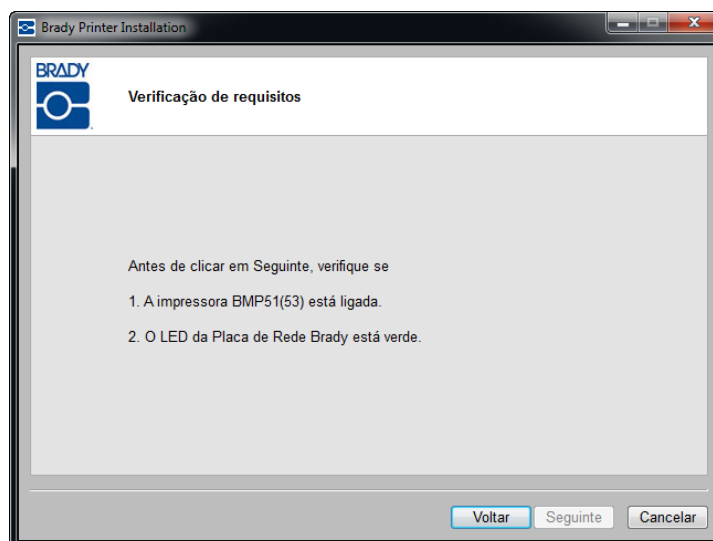 Brady Printer Installation
BRADY
Verificação de requisitos
Antes de clicar em Seguinte, verifique se
1. A impressora BMP51(53) está ligada.
2. O LED da Placa de Rede Brady está verde.
Voltar Seguinte Cancelar